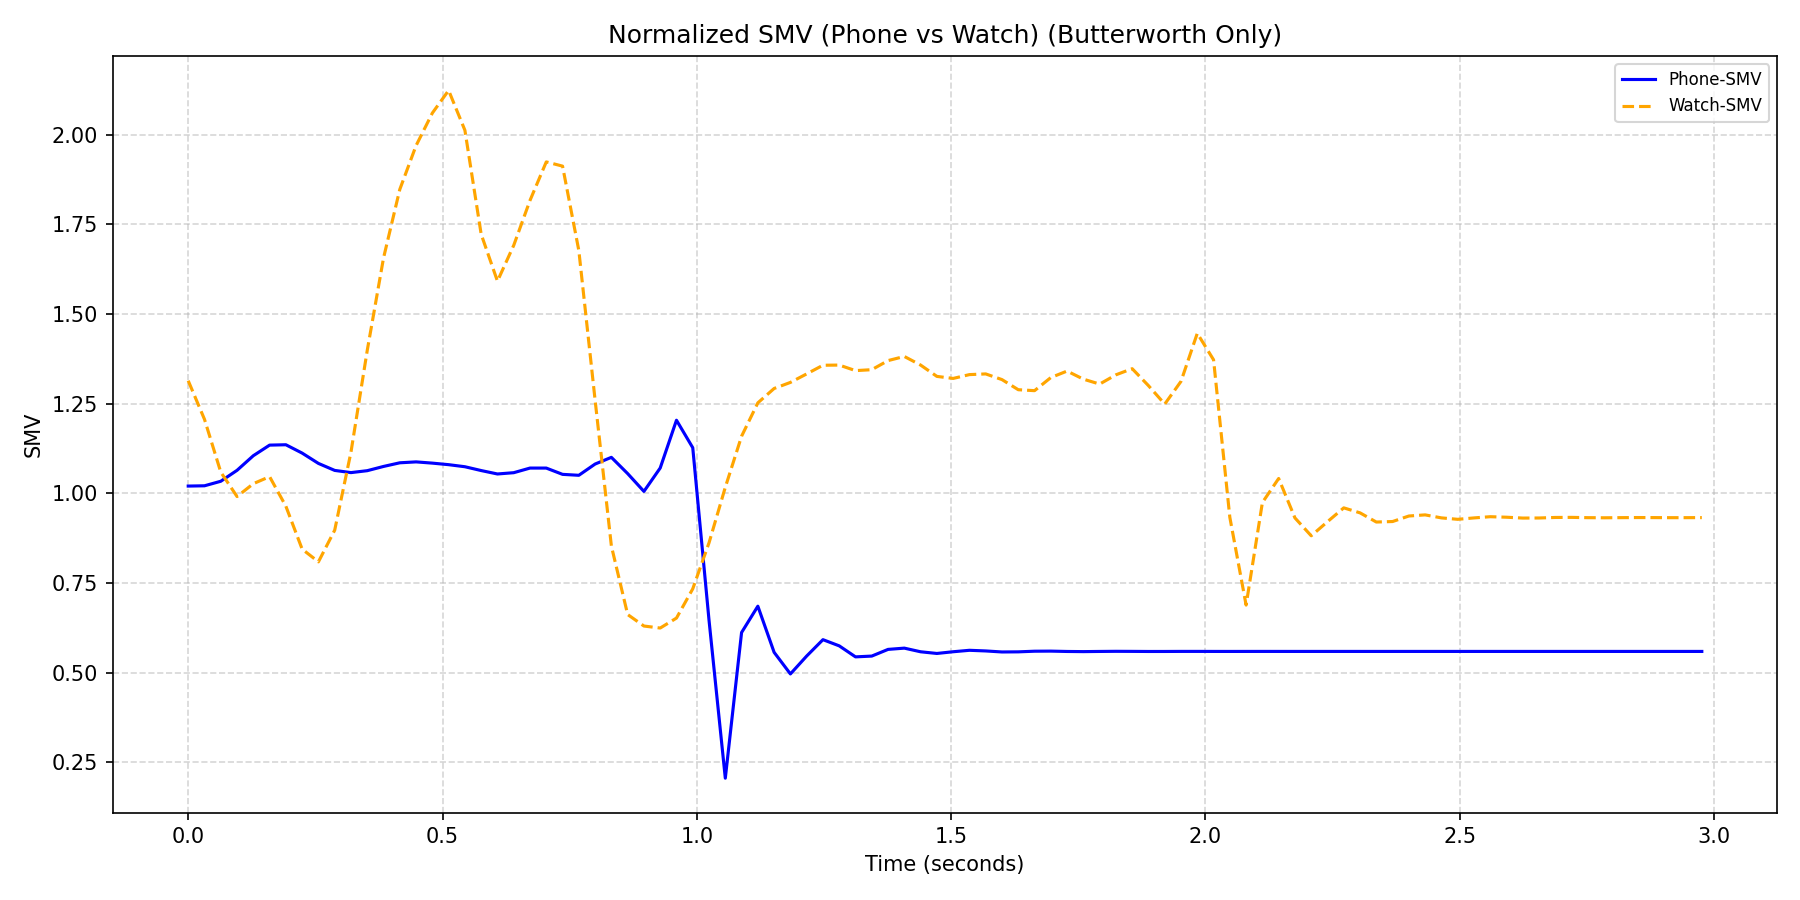 Normalized SMV (Phone vs Watch) (Butterworth Only)
Phone-SMV
Watch-SMV
SMV
2.00
1.75
1.50
1.25
1.00
0.75
0.50
0.25
0.0 0.5 1.0 1.5 2.0 2.5 3.0
Time (seconds)